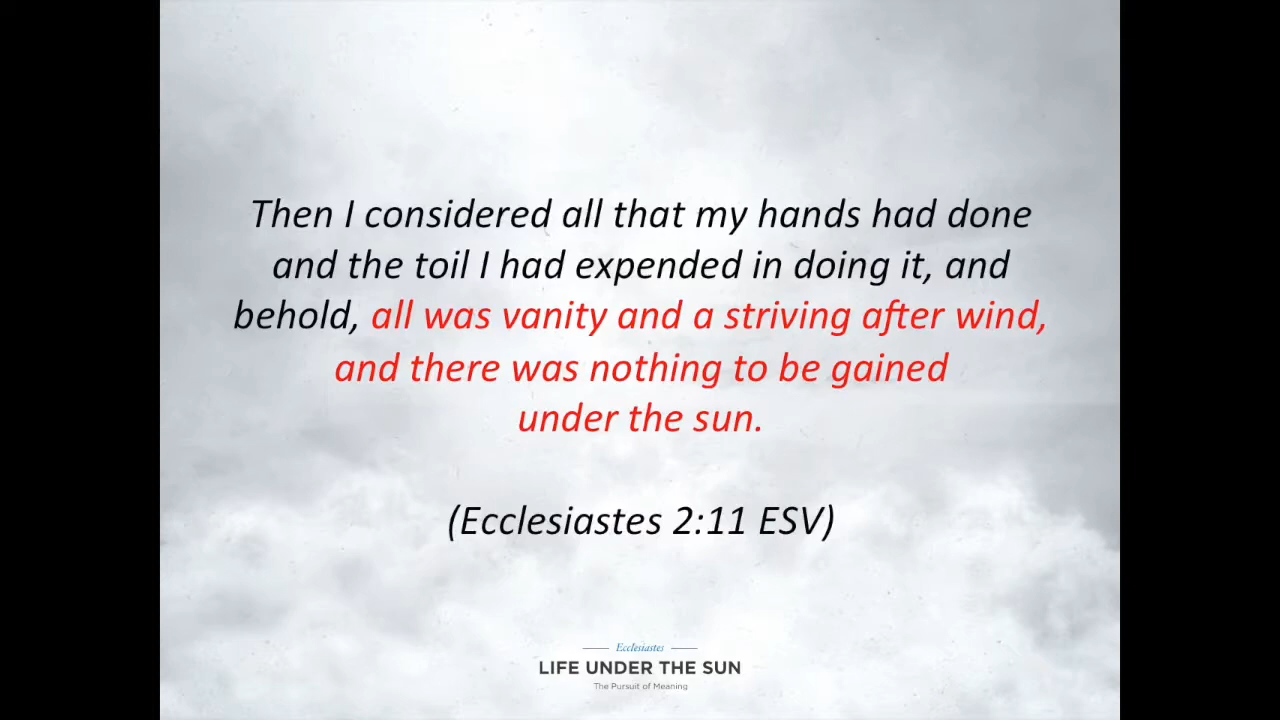 Then I considered all that my hands had done
and the toil I had expended in doing it, and
behold, all was vanity and a striving after wind,
and there was nothing to be gained
under the sun.
(Ecclesiastes 2:11 ESV)
Ecclesiastes
LIFE UNDER THE SUN
The Pursuit of Meaning